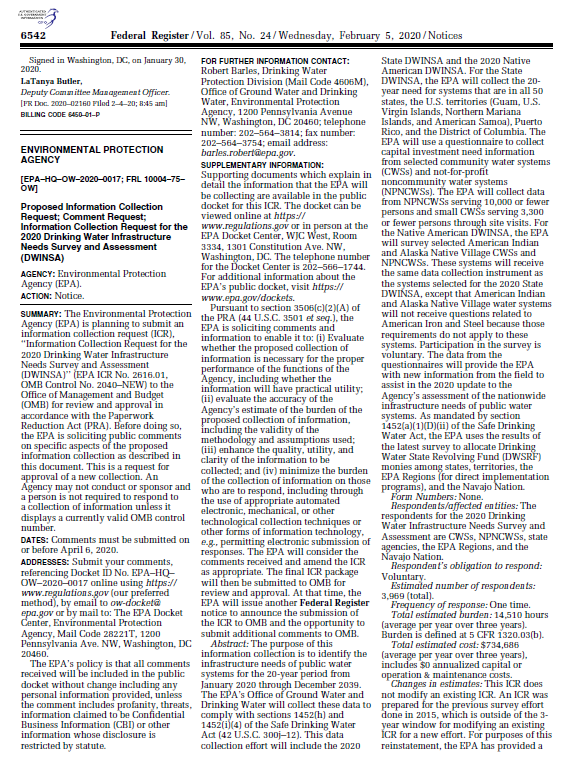 AUTHENTICATED
U.S. GOVERNMENT
INFORMATION
GPO
6542
Federal Register / Vol. 85, No. 24 / Wednesday, February 5, 2020 / Notices
Signed in Washington, DC, on January 30,
2020.
LaTanya Butler,
Deputy Committee Management Officer.
[FR Doc. 2020–02160 Filed 2–4–20; 8:45 am]
BILLING CODE 6450–01–P
ENVIRONMENTAL PROTECTION
AGENCY
[EPA–HQ–OW–2020–0017; FRL 10004–75–
OW]
Proposed Information Collection
Request; Comment Request;
Information Collection Request for the
2020 Drinking Water Infrastructure
Needs Survey and Assessment
(DWINSA)
AGENCY: Environmental Protection
Agency (EPA).
ACTION: Notice.
SUMMARY: The Environmental Protection
Agency (EPA) is planning to submit an
information collection request (ICR),
“Information Collection Request for the
2020 Drinking Water Infrastructure
Needs Survey and Assessment
(DWINSA)” (EPA ICR No. 2616.01,
OMB Control No. 2040–NEW) to the
Office of Management and Budget
(OMB) for review and approval in
accordance with the Paperwork
Reduction Act (PRA). Before doing so,
the EPA is soliciting public comments
on specific aspects of the proposed
information collection as described in
this document. This is a request for
approval of a new collection. An
Agency may not conduct or sponsor and
a person is not required to respond to
a collection of information unless it
displays a currently valid OMB control
number.
DATES: Comments must be submitted on
or before April 6, 2020.
ADDRESSES: Submit your comments,
referencing Docket ID No. EPA–HQ–
OW–2020–0017 online using https://
www.regulations.gov (our preferred
method), by email to ow-docket@
epa.gov or by mail to: The EPA Docket
Center, Environmental Protection
Agency, Mail Code 28221T, 1200
Pennsylvania Ave. NW, Washington, DC
20460.
The EPA’s policy is that all comments
received will be included in the public
docket without change including any
personal information provided, unless
the comment includes profanity, threats,
information claimed to be Confidential
Business Information (CBI) or other
information whose disclosure is
restricted by statute.
FOR FURTHER INFORMATION CONTACT:
Robert Barles, Drinking Water
Protection Division (Mail Code 4606M),
Office of Ground Water and Drinking
Water, Environmental Protection
Agency, 1200 Pennsylvania Avenue
NW, Washington, DC 20460; telephone
number: 202–564–3814; fax number:
202–564–3754; email address:
barles.robert@epa.gov.
SUPPLEMENTARY INFORMATION:
Supporting documents which explain in
detail the information that the EPA will
be collecting are available in the public
docket for this ICR. The docket can be
viewed online at https://
www.regulations.gov or in person at the
EPA Docket Center, WJC West, Room
3334, 1301 Constitution Ave. NW,
Washington, DC. The telephone number
for the Docket Center is 202–566–1744.
For additional information about the
EPA’s public docket, visit https://
www.epa.gov/dockets.
Pursuant to section 3506(c)(2)(A) of
the PRA (44 U.S.C. 3501 et seq.), the
EPA is soliciting comments and
information to enable it to: (i) Evaluate
whether the proposed collection of
information is necessary for the proper
performance of the functions of the
Agency, including whether the
information will have practical utility;
(ii) evaluate the accuracy of the
Agency’s estimate of the burden of the
proposed collection of information,
including the validity of the
methodology and assumptions used;
(iii) enhance the quality, utility, and
clarity of the information to be
collected; and (iv) minimize the burden
of the collection of information on those
who are to respond, including through
the use of appropriate automated
electronic, mechanical, or other
technological collection techniques or
other forms of information technology,
e.g., permitting electronic submission of
responses. The EPA will consider the
comments received and amend the ICR
as appropriate. The final ICR package
will then be submitted to OMB for
review and approval. At that time, the
EPA will issue another Federal Register
notice to announce the submission of
the ICR to OMB and the opportunity to
submit additional comments to OMB.
Abstract: The purpose of this
information collection is to identify the
infrastructure needs of public water
systems for the 20-year period from
January 2020 through December 2039.
The EPA’s Office of Ground Water and
Drinking Water will collect these data to
comply with sections 1452(h) and
1452(i)(4) of the Safe Drinking Water
Act (42 U.S.C. 300j–12). This data
collection effort will include the 2020
State DWINSA and the 2020 Native
American DWINSA. For the State
DWINSA, the EPA will collect the 20-
year need for systems that are in all 50
states, the U.S. territories (Guam, U.S.
Virgin Islands, Northern Mariana
Islands, and American Samoa), Puerto
Rico, and the District of Columbia. The
EPA will use a questionnaire to collect
capital investment need information
from selected community water systems
(CWSs) and not-for-profit
noncommunity water systems
(NPNCWSs). The EPA will collect data
from NPNCWSs serving 10,000 or fewer
persons and small CWSs serving 3,300
or fewer persons through site visits. For
the Native American DWINSA, the EPA
will survey selected American Indian
and Alaska Native Village CWSs and
NPNCWSs. These systems will receive
the same data collection instrument as
the systems selected for the 2020 State
DWINSA, except that American Indian
and Alaska Native Village water systems
will not receive questions related to
American Iron and Steel because those
requirements do not apply to these
systems. Participation in the survey is
voluntary. The data from the
questionnaires will provide the EPA
with new information from the field to
assist in the 2020 update to the
Agency’s assessment of the nationwide
infrastructure needs of public water
systems. As mandated by section
1452(a)(1)(D)(ii) of the Safe Drinking
Water Act, the EPA uses the results of
the latest survey to allocate Drinking
Water State Revolving Fund (DWSRF)
monies among states, territories, the
EPA Regions (for direct implementation
programs), and the Navajo Nation.
Form Numbers: None.
Respondents/affected entities: The
respondents for the 2020 Drinking
Water Infrastructure Needs Survey and
Assessment are CWSs, NPNCWSs, state
agencies, the EPA Regions, and the
Navajo Nation.
Respondent’s obligation to respond:
Voluntary.
Estimated number of respondents:
3,969 (total).
Frequency of response: One time.
Total estimated burden: 14,510 hours
(average per year over three years).
Burden is defined at 5 CFR 1320.03(b).
Total estimated cost: $734,686
(average per year over three years),
includes $0 annualized capital or
operation & maintenance costs.
Changes in estimates: This ICR does
not modify an existing ICR. An ICR was
prepared for the previous survey effort
done in 2015, which is outside of the 3-
year window for modifying an existing
ICR for a new effort. For purposes of this
reinstatement, the EPA has provided a